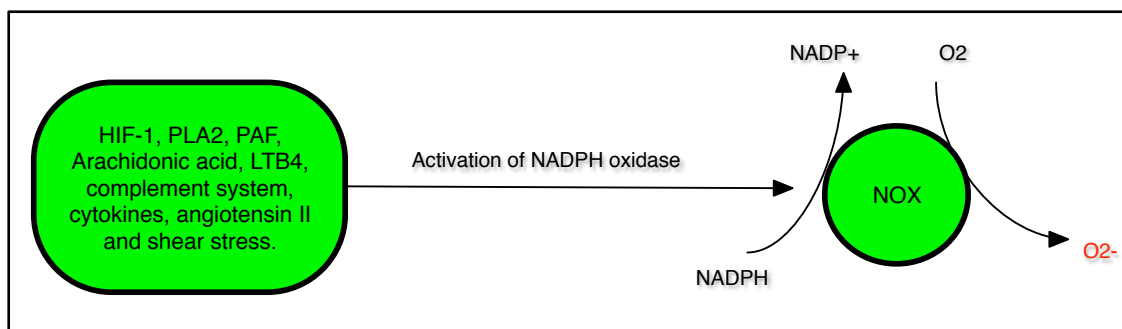 HIF-1, PLA2, PAF,
Arachidonic acid, LTB4,
complement system,
cytokines, angiotensin II
and shear stress.
Activation of NADPH oxidase
NADP+
O2
NOX
NADPH
O2-